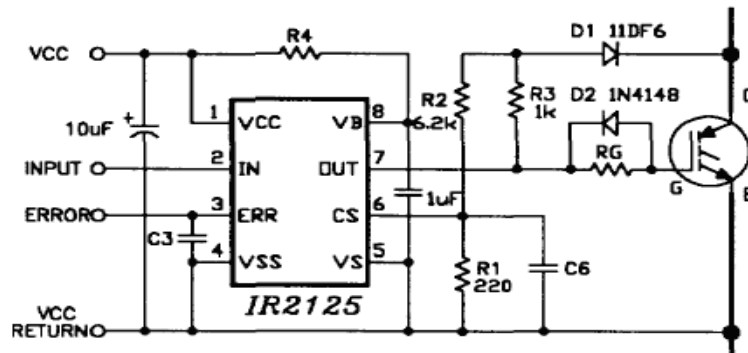 D1 11DF6
VCC
R4
R2
6.2k
R3
1k
D2 1N4148
10uF
+
1
VCC
VB
8
INPUT
2
IN
OUT
7
RG
G
ERROR
3
ERR
CS
6
1uF
C3
4
VSS
VS
5
R1
220
C6
IR2125
VCC
RETURN